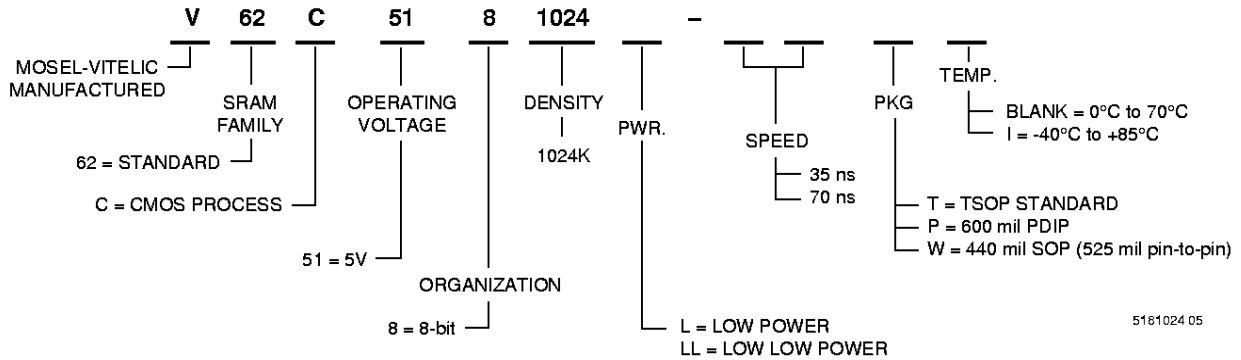 V 62 C 51 8 1024 –
MOSEL-VITELIC
MANUFACTURED
SRAM
FAMILY
62 = STANDARD
C = CMOS PROCESS
OPERATING
VOLTAGE
51 = 5V
ORGANIZATION
8 = 8-bit
DENSITY
1024K
PWR.
L = LOW POWER
LL = LOW LOW POWER
SPEED
35 ns
70 ns
PKG
T = TSOP STANDARD
P = 600 mil PDIP
W = 440 mil SOP (525 mil pin-to-pin)
TEMP.
BLANK = 0°C to 70°C
I = -40°C to +85°C
5181024 05